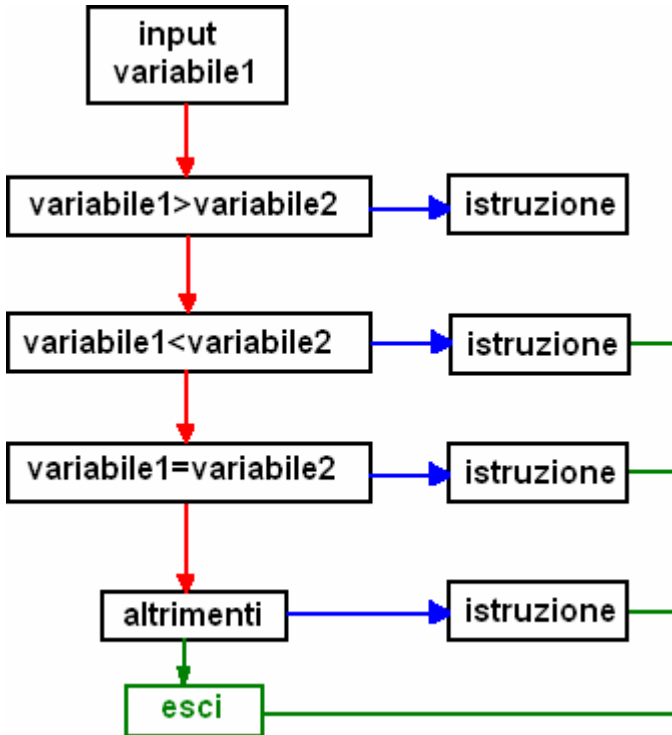 input
variabile1
variabile1>variabile2
istruzione
variabile1<variabile2
istruzione
variabile1=variabile2
istruzione
altrimenti
istruzione
esci